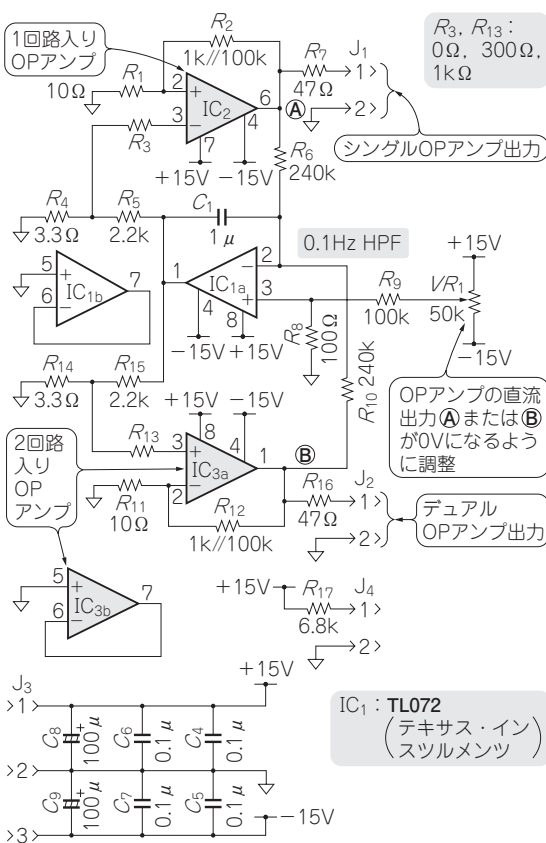 1回路入り
OPアンプ
R2
1k//100k
R1
10Ω
2
3
IC2
6
A
4
7
R3
+15V
-15V
R7
47Ω
J1
1
2
R3, R13：
0Ω, 300Ω,
1kΩ
シングルOPアンプ出力
R6
240k
R4
3.3Ω
R5
2.2k
C1
1μ
0.1Hz HPF
5
6
+
−
IC1b
7
1
IC1a
−
+
2
3
4
8
-15V
+15V
R8
100Ω
R9
100k
+15V
VR1
50k
-15V
R10 240k
OPアンプの直流
出力AまたはB
が0Vになるよう
に調整
R14
3.3Ω
R15
2.2k
2回路
入り
OP
アンプ
+15V
-15V
R13
3
+
−
2
IC3a
8
4
1
B
R11
10Ω
R12
1k//100k
R16
47Ω
J2
1
2
デュアル
OPアンプ出力
5
6
+
−
IC3b
7
+15V
R17
6.8k
J4
1
2
J3
1
2
3
+15V
C8
+
100μ
C6
0.1μ
C4
0.1μ
C9
+
100μ
C7
0.1μ
C5
0.1μ
-15V
IC1：TL072
(テキサス・イン
スツルメンツ)